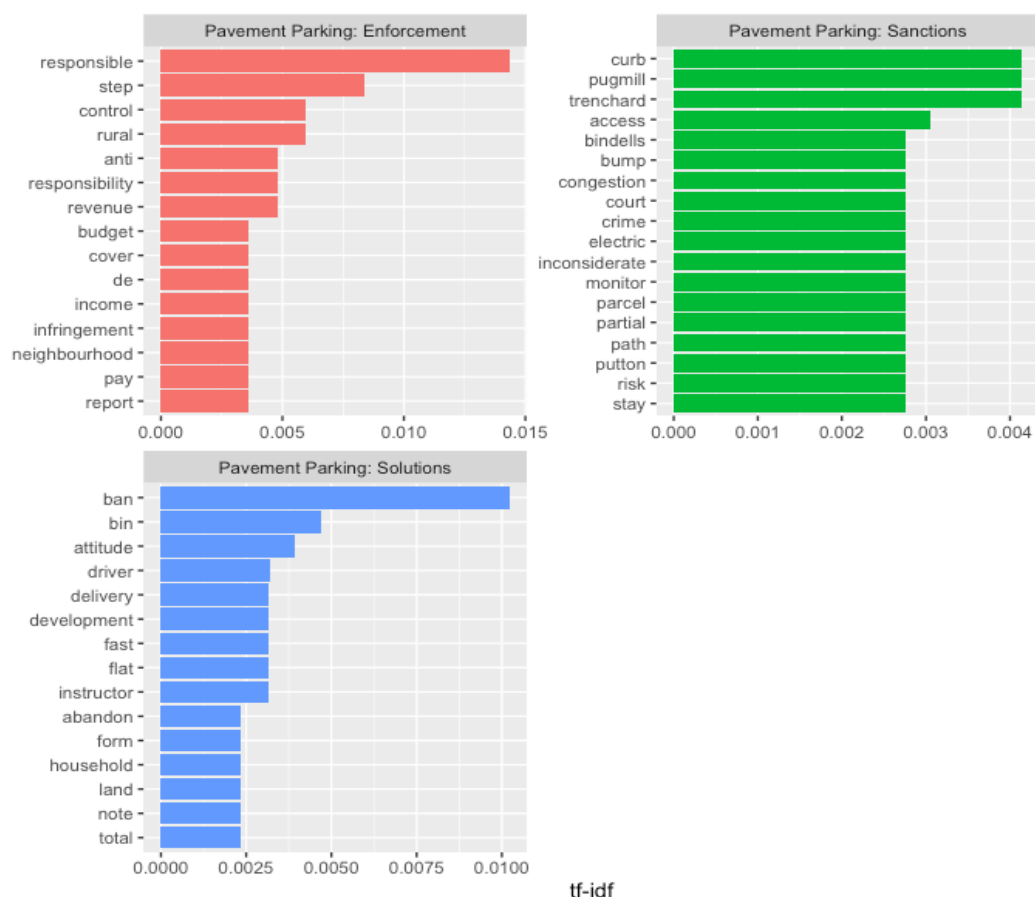 Pavement Parking: Enforcement
responsible
step
control
rural
anti
responsibility
revenue
budget
cover
de
income
infringement
neighbourhood
pay
report
0.000 0.005 0.010 0.015
Pavement Parking: Sanctions
curb
pugmill
trenchard
access
bindells
bump
congestion
court
crime
electric
inconsiderate
monitor
parcel
partial
path
putton
risk
stay
0.000 0.001 0.002 0.003 0.004
Pavement Parking: Solutions
ban
bin
attitude
driver
delivery
development
fast
flat
instructor
abandon
form
household
land
note
total
0.0000 0.0025 0.0050 0.0075 0.0100
tf-idf